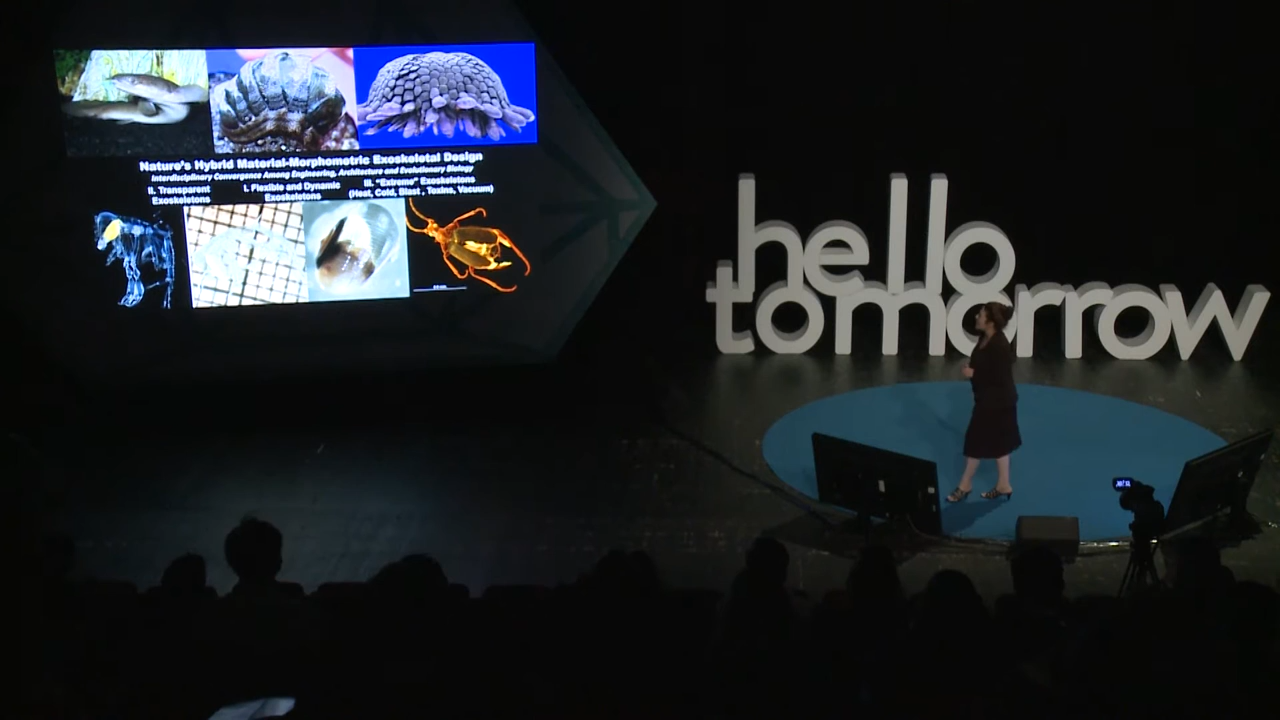 Nature's Hybrid Material-Morphometric Exoskeletal Design
Interdisciplinary Convergence Among Engineering, Architecture and Evolutionary Biology
II. Transparent
Exoskeletons
I. Flexible and Dynamic
Exoskeletons
III. "Extreme" Exoskeletons
(Heat, Cold, Blast , Toxins, Vacuum)
hello
tomorrow